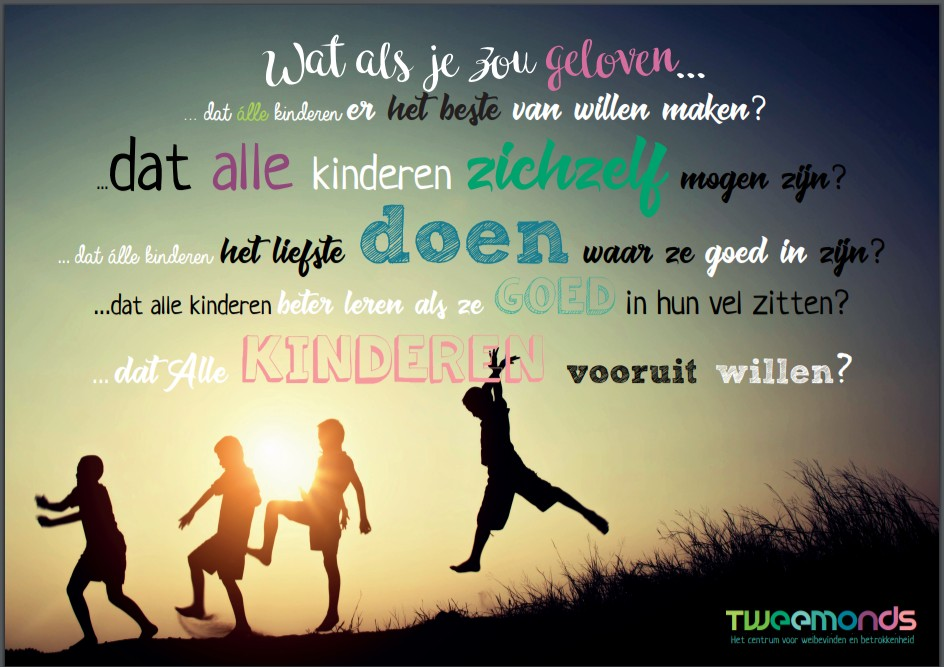 Wat als je zou geloven...
... dat álle kinderen er het beste van willen maken?
...dat alle kinderen zichzelf mogen zijn?
... dat álle kinderen het liefste doen waar ze goed in zijn?
...dat alle kinderen beter leren als ze GOED in hun vel zitten?
... dat Alle KINDEREN vooruit willen?
TWeemonds
Het centrum voor welbevinden en betrokkenheid